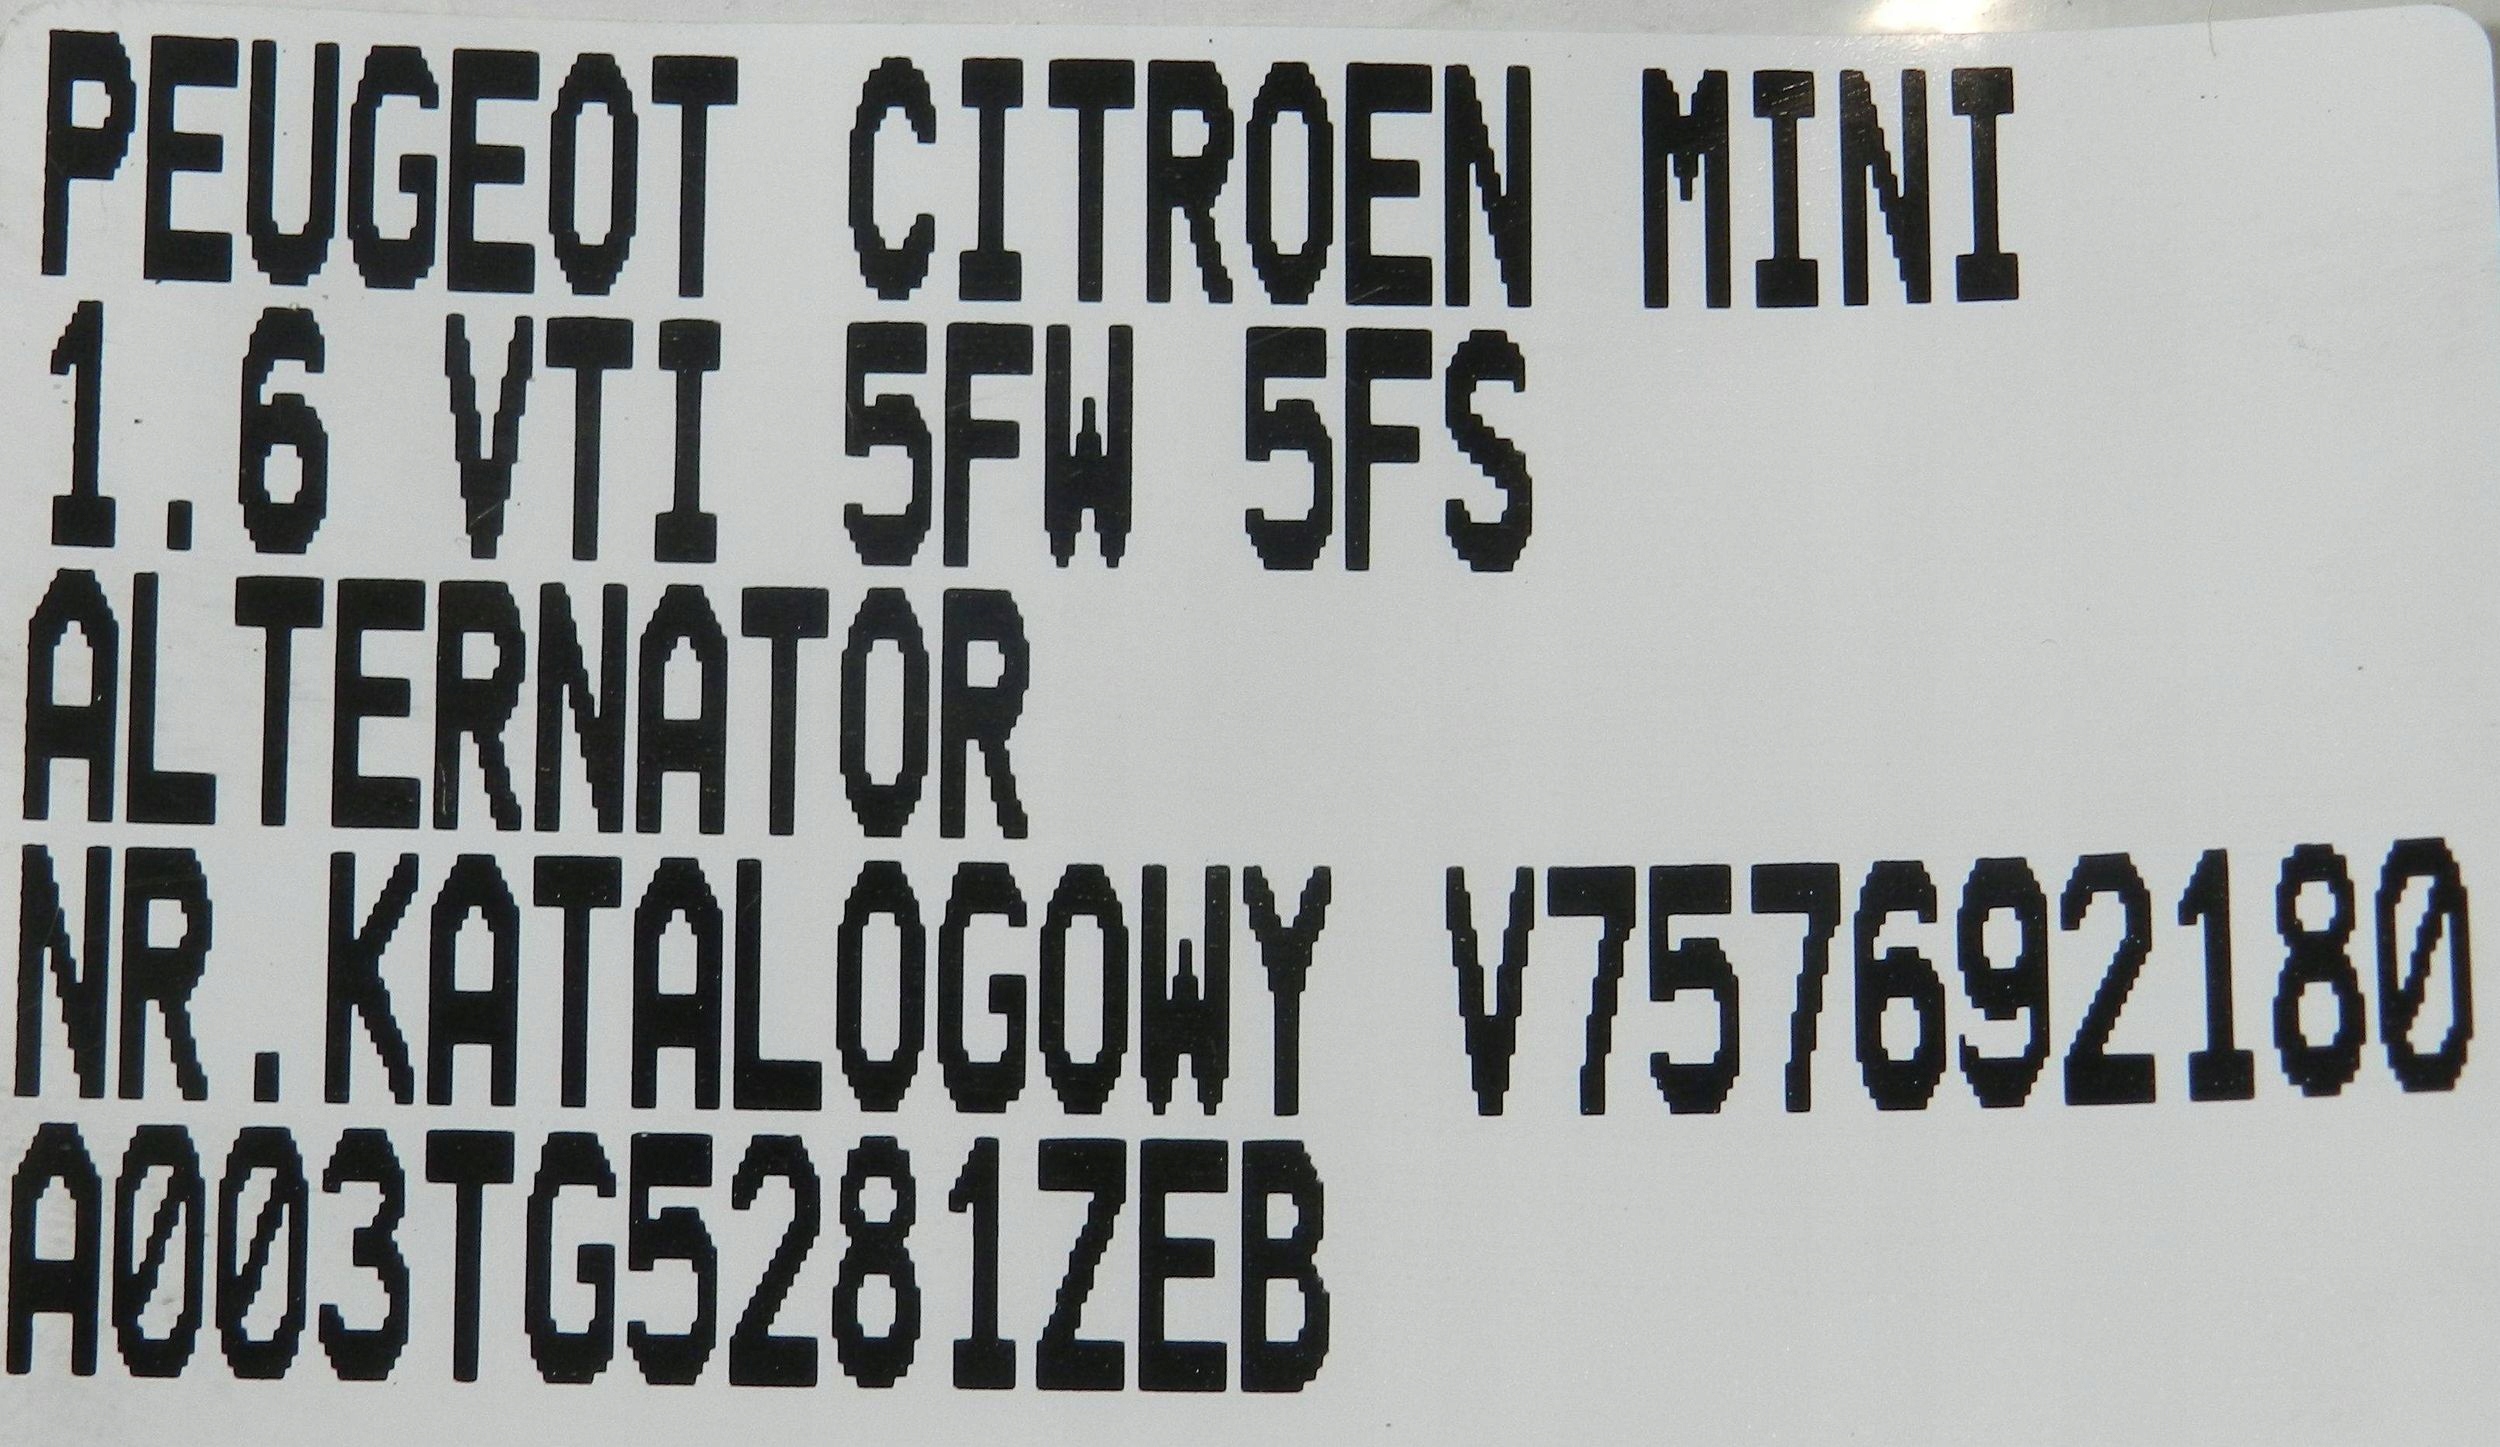 PEUGEOT CITROEN MINI
1.6 VTI 5FW 5FS
ALTERNATOR
NR.KATALOGOWY V757692180
A003TG5281ZEB